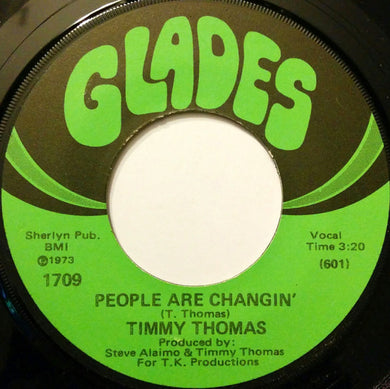 GLADES
Sherlyn Pub.
BMI
℗1973
1709
Vocal
Time 3:20
(601)
PEOPLE ARE CHANGIN'
(T. Thomas)
TIMMY THOMAS
Produced by:
Steve Alaimo & Timmy Thomas
For T.K. Productions